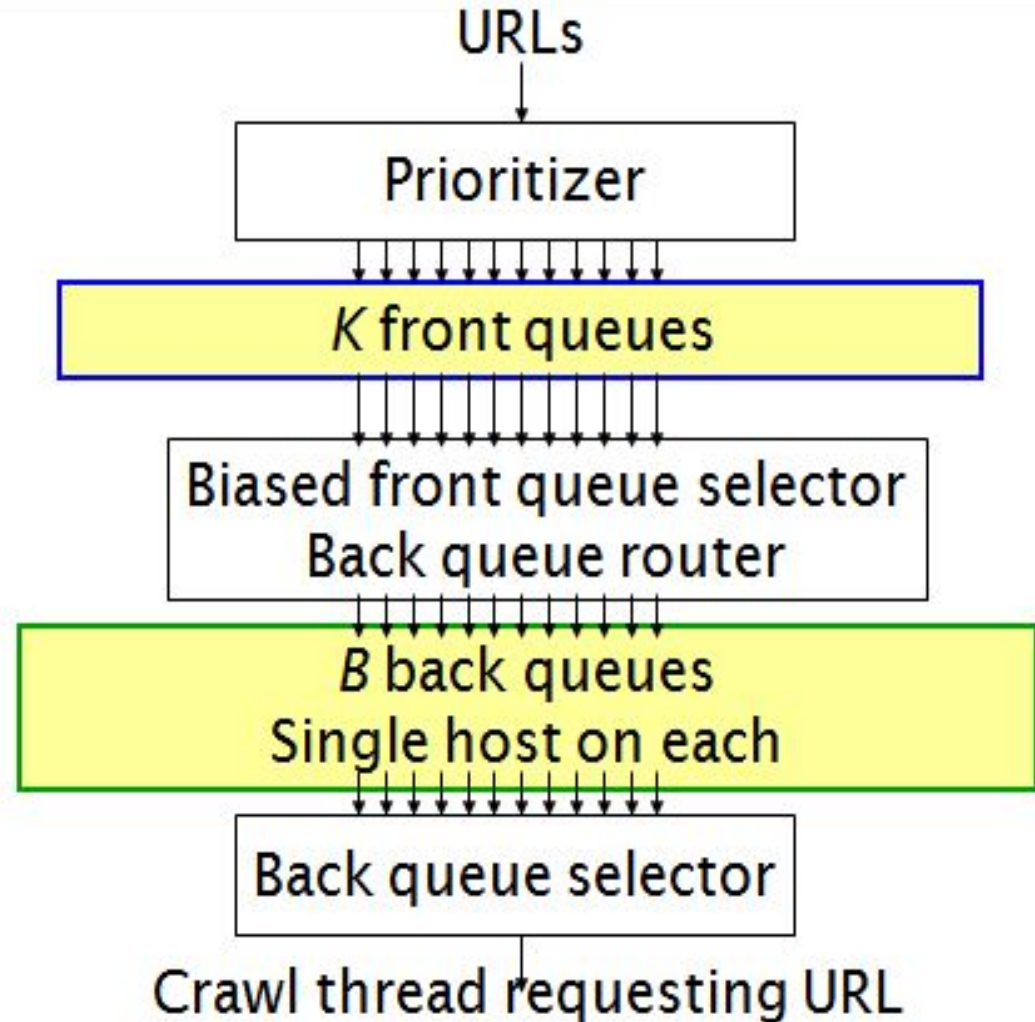 URLs
Prioritizer
K front queues
Biased front queue selector
Back queue router
B back queues
Single host on each
Back queue selector
Crawl thread requesting URL